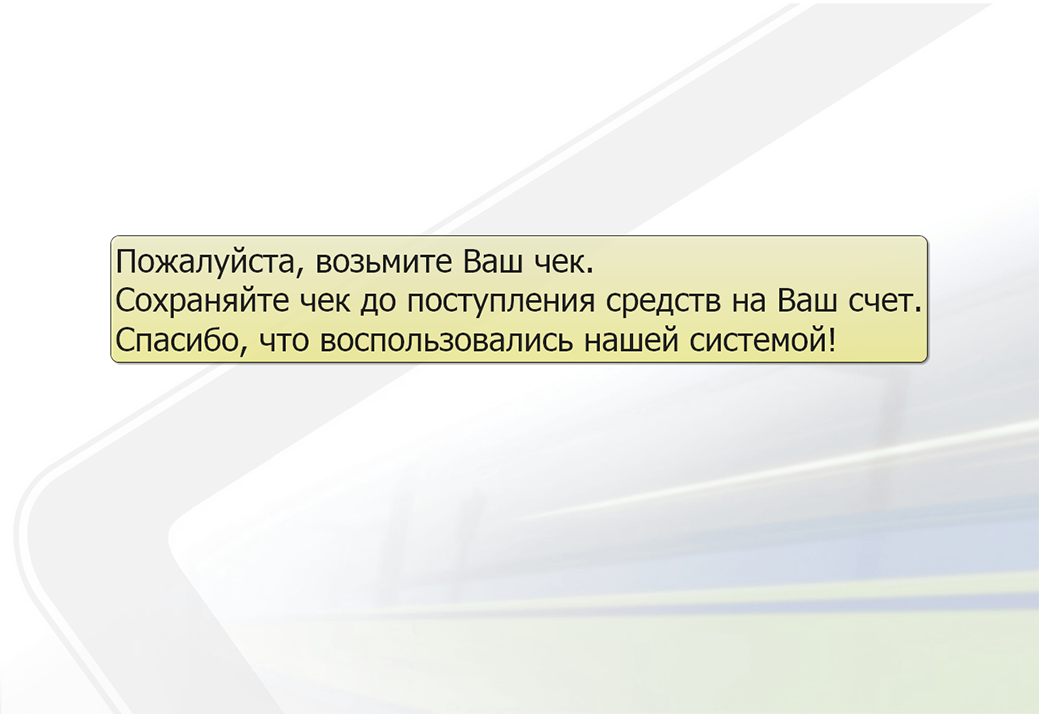 Пожалуйста, возьмите Ваш чек.
Сохраняйте чек до поступления средств на Ваш счет.
Спасибо, что воспользовались нашей системой!